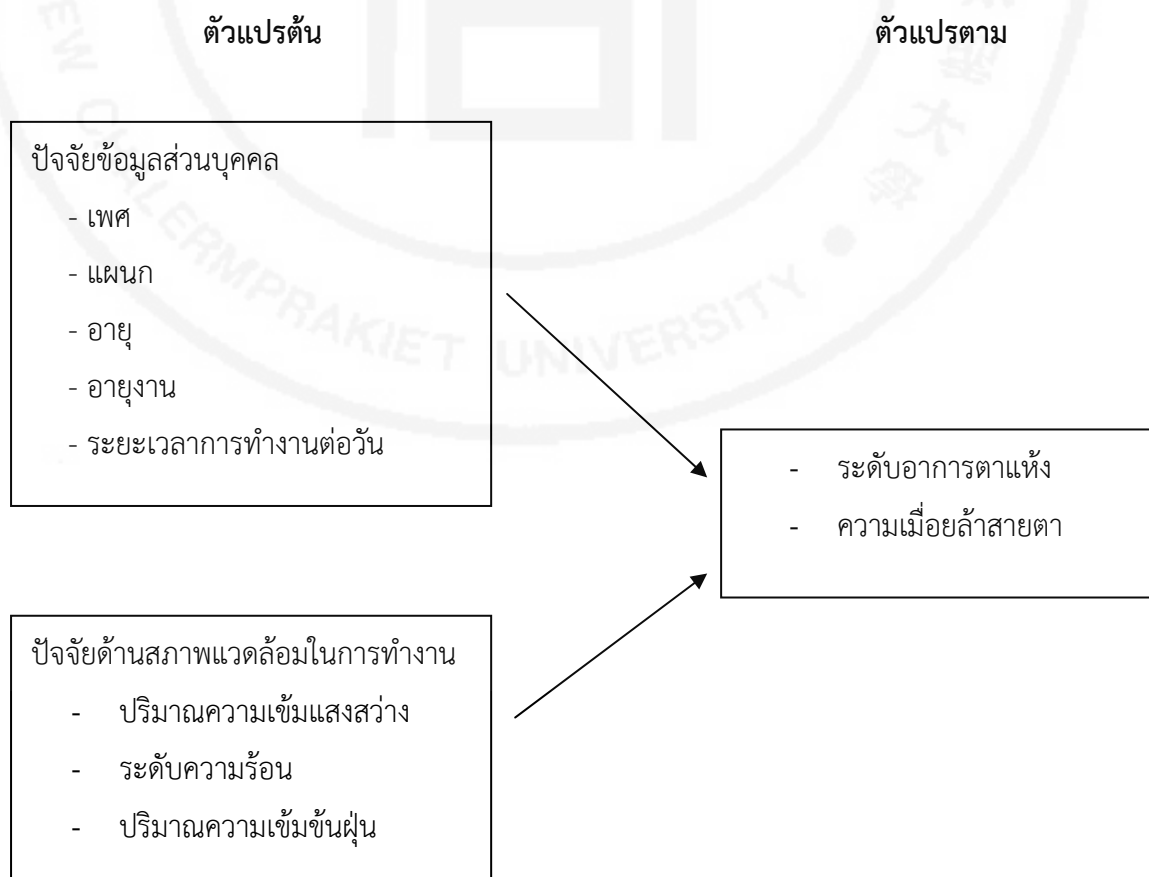 ตัวแปรต้น
ตัวแปรตาม
ปัจจัยข้อมูลส่วนบุคคล
- เพศ
- แผนก
- อายุ
- อายุงาน
- ระยะเวลาการทำงานต่อวัน
- ระดับอาการตาแห้ง
- ความเมื่อยล้าสายตา
ปัจจัยด้านสภาพแวดล้อมในการทำงาน
- ปริมาณความเข้มแสงสว่าง
- ระดับความร้อน
- ปริมาณความเข้มข้นฝุ่น
CHALERMPRAKIET UNIVERSITY
大學